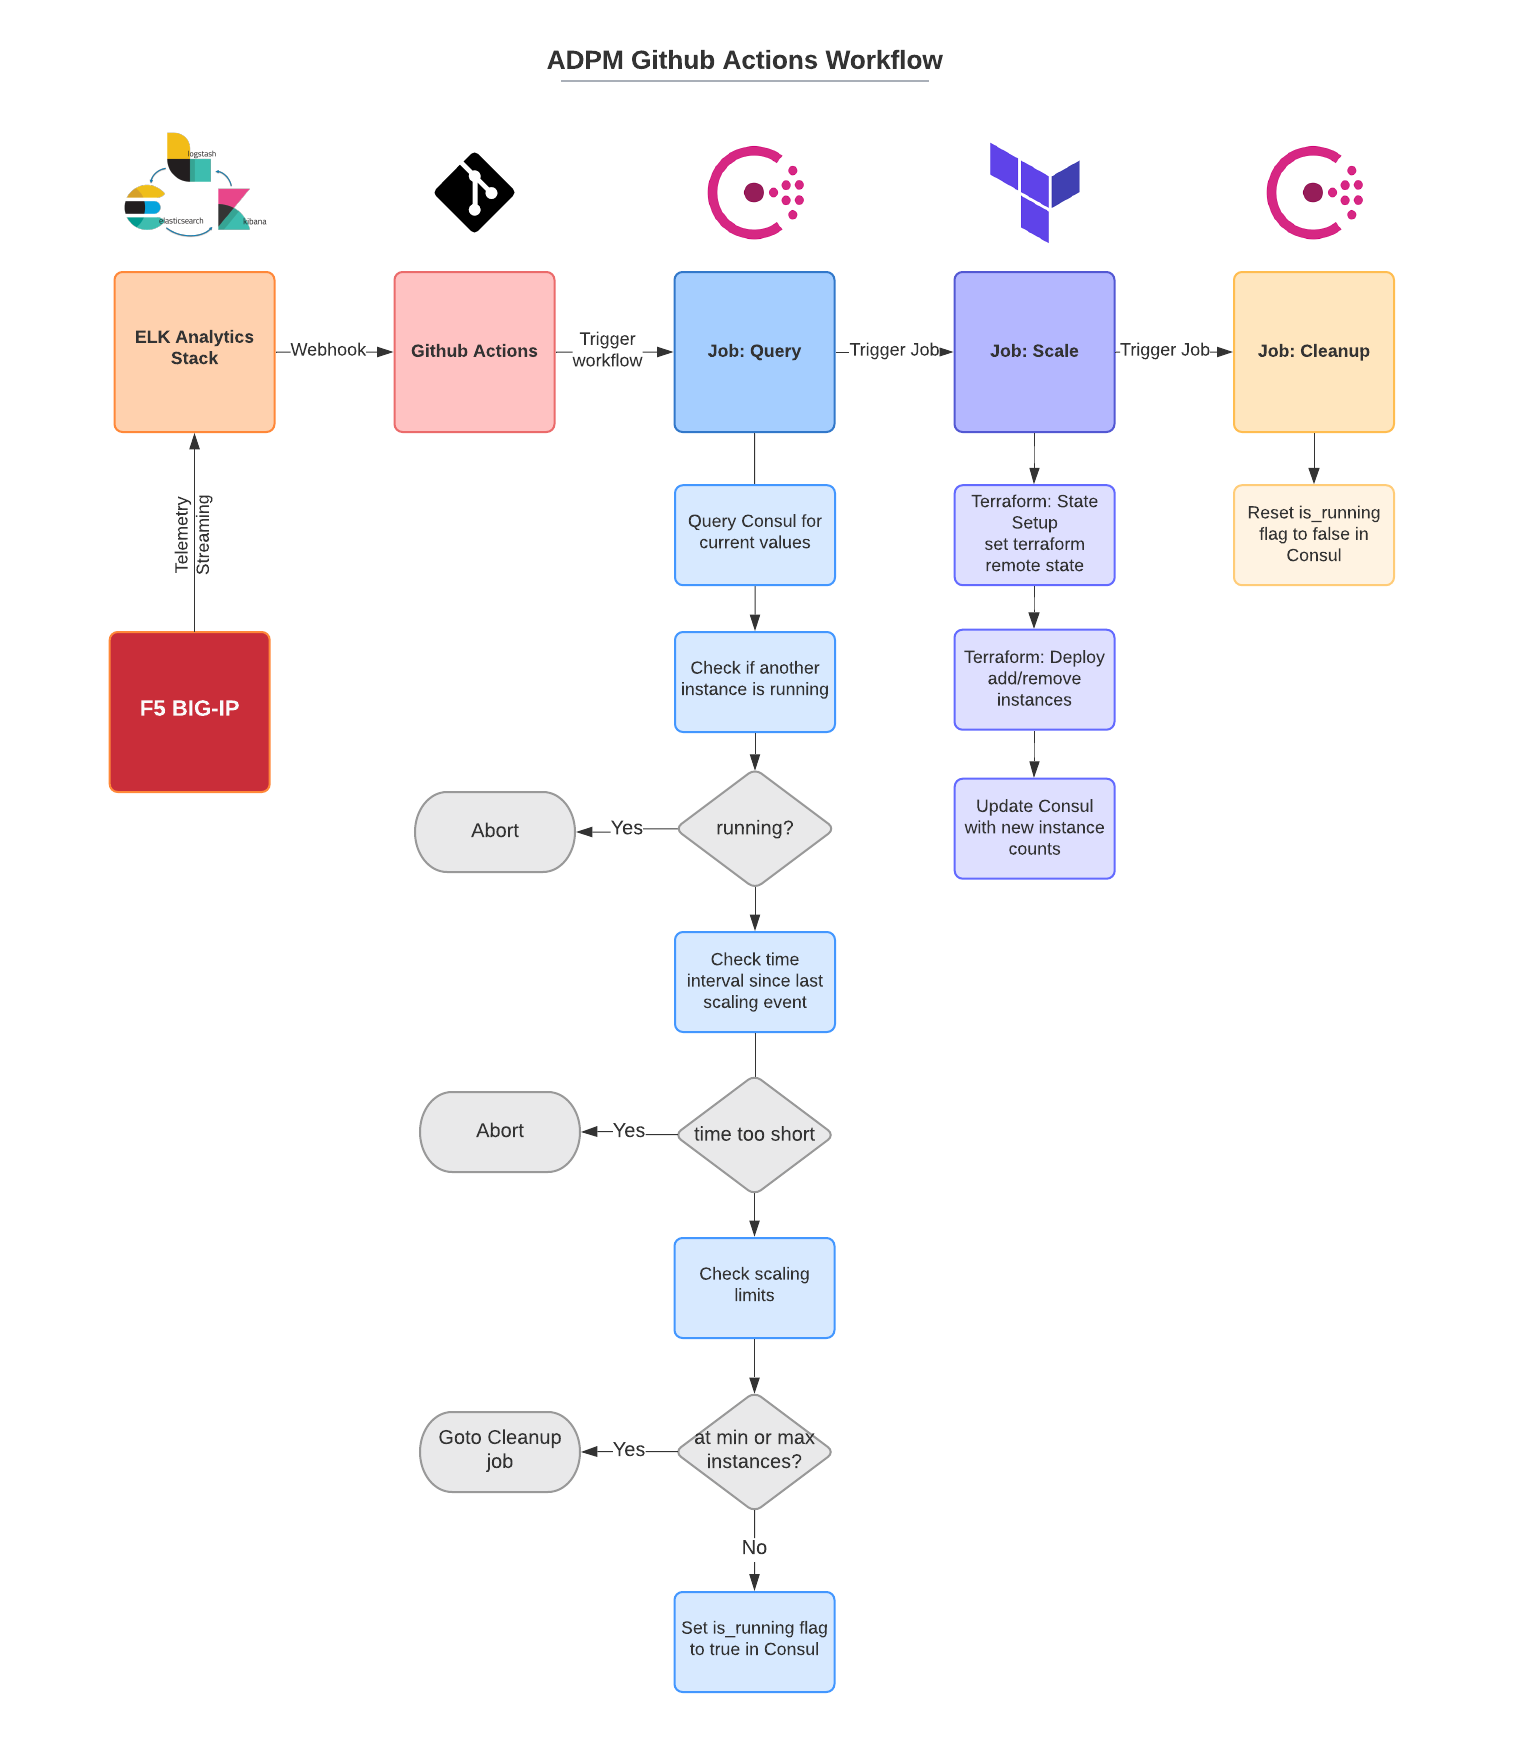 ADPM Github Actions Workflow
logstash
elasticsearch
kibana
ELK Analytics
Stack
Webhook
Github Actions
Trigger
workflow
Job: Query
Trigger Job
Job: Scale
Trigger Job
Job: Cleanup
Telemetry
Streaming
F5 BIG-IP
Query Consul for
current values
Check if another
instance is running
running?
Yes
Abort
Check time
interval since last
scaling event
time too short
Yes
Abort
Check scaling
limits
at min or max
instances?
Yes
Goto Cleanup
job
No
Set is_running flag
to true in Consul
Terraform: State
Setup
set terraform
remote state
Terraform: Deploy
add/remove
instances
Update Consul
with new instance
counts
Reset is_running
flag to false in
Consul